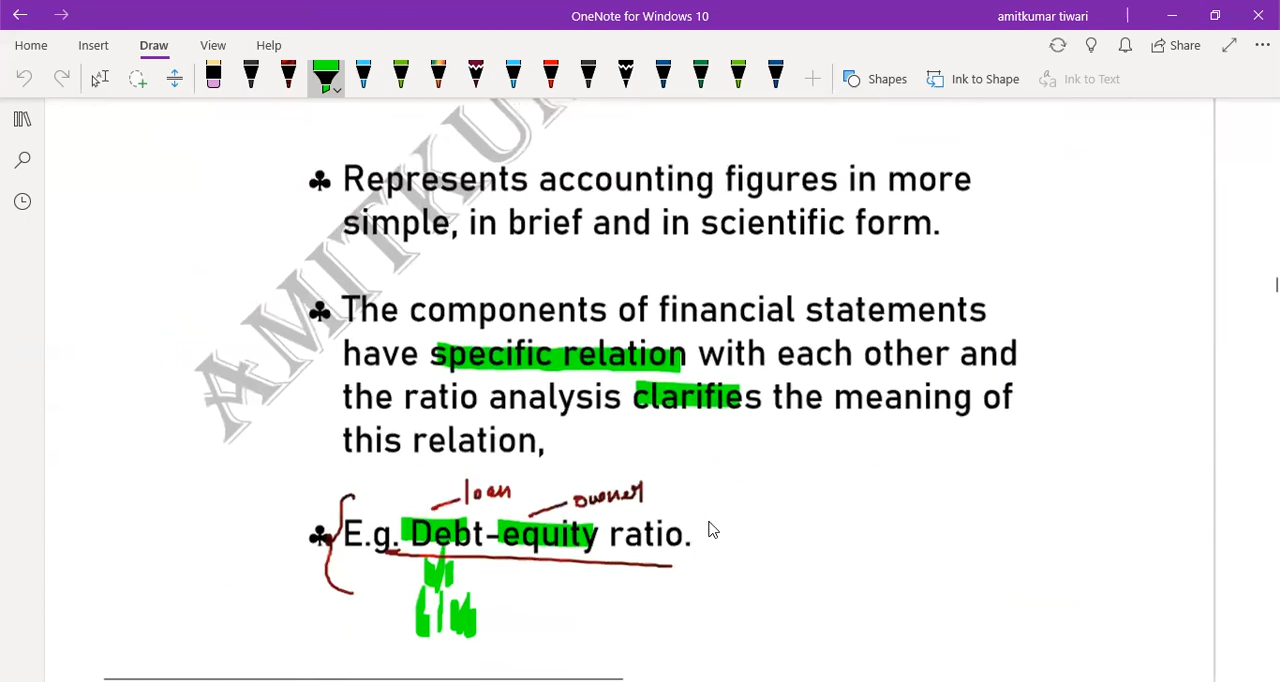 OneNote for Windows 10
amitkumar tiwari
Home Insert Draw View Help
Share
Shapes Ink to Shape Ink to Text
AMITKU
♣ Represents accounting figures in more
simple, in brief and in scientific form.
♣ The components of financial statements
have specific relation with each other and
the ratio analysis clarifies the meaning of
this relation,
loan owner
♣ E.g. Debt-equity ratio.